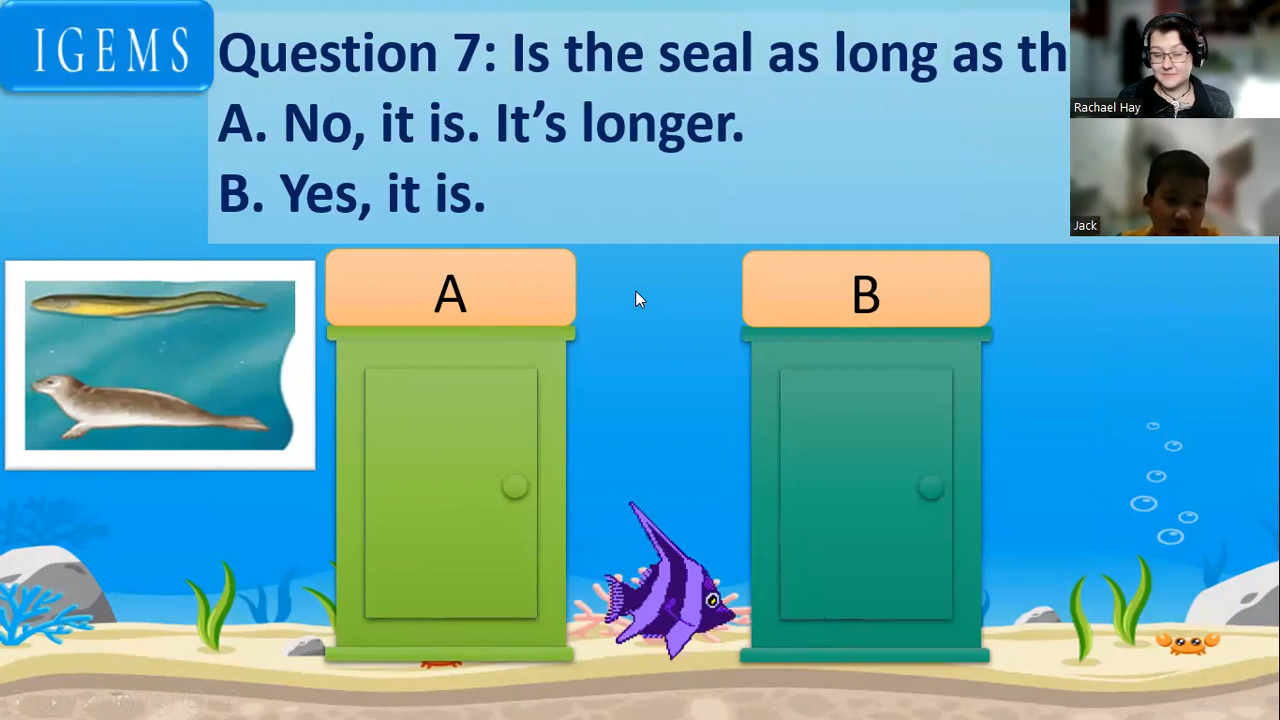 IGEMS
Question 7: Is the seal as long as th
A. No, it is. It’s longer.
B. Yes, it is.
Rachael Hay
Jack
A
B